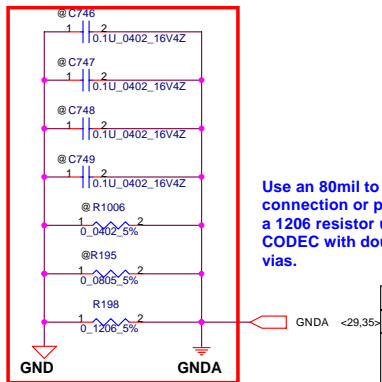 @C746
1 2
0.1U_0402_16V4Z
@C747
1 2
0.1U_0402_16V4Z
@C748
1 2
0.1U_0402_16V4Z
@C749
1 2
0.1U_0402_16V4Z
@R1006
1 2
0_0402_5%
@R195
1 2
0_0805_5%
R198
1 2
0_1206_5%
GND GNDA
Use an 80mil to
connection or p
a 1206 resistor
CODEC with dou
vias.
GNDA <29,35>